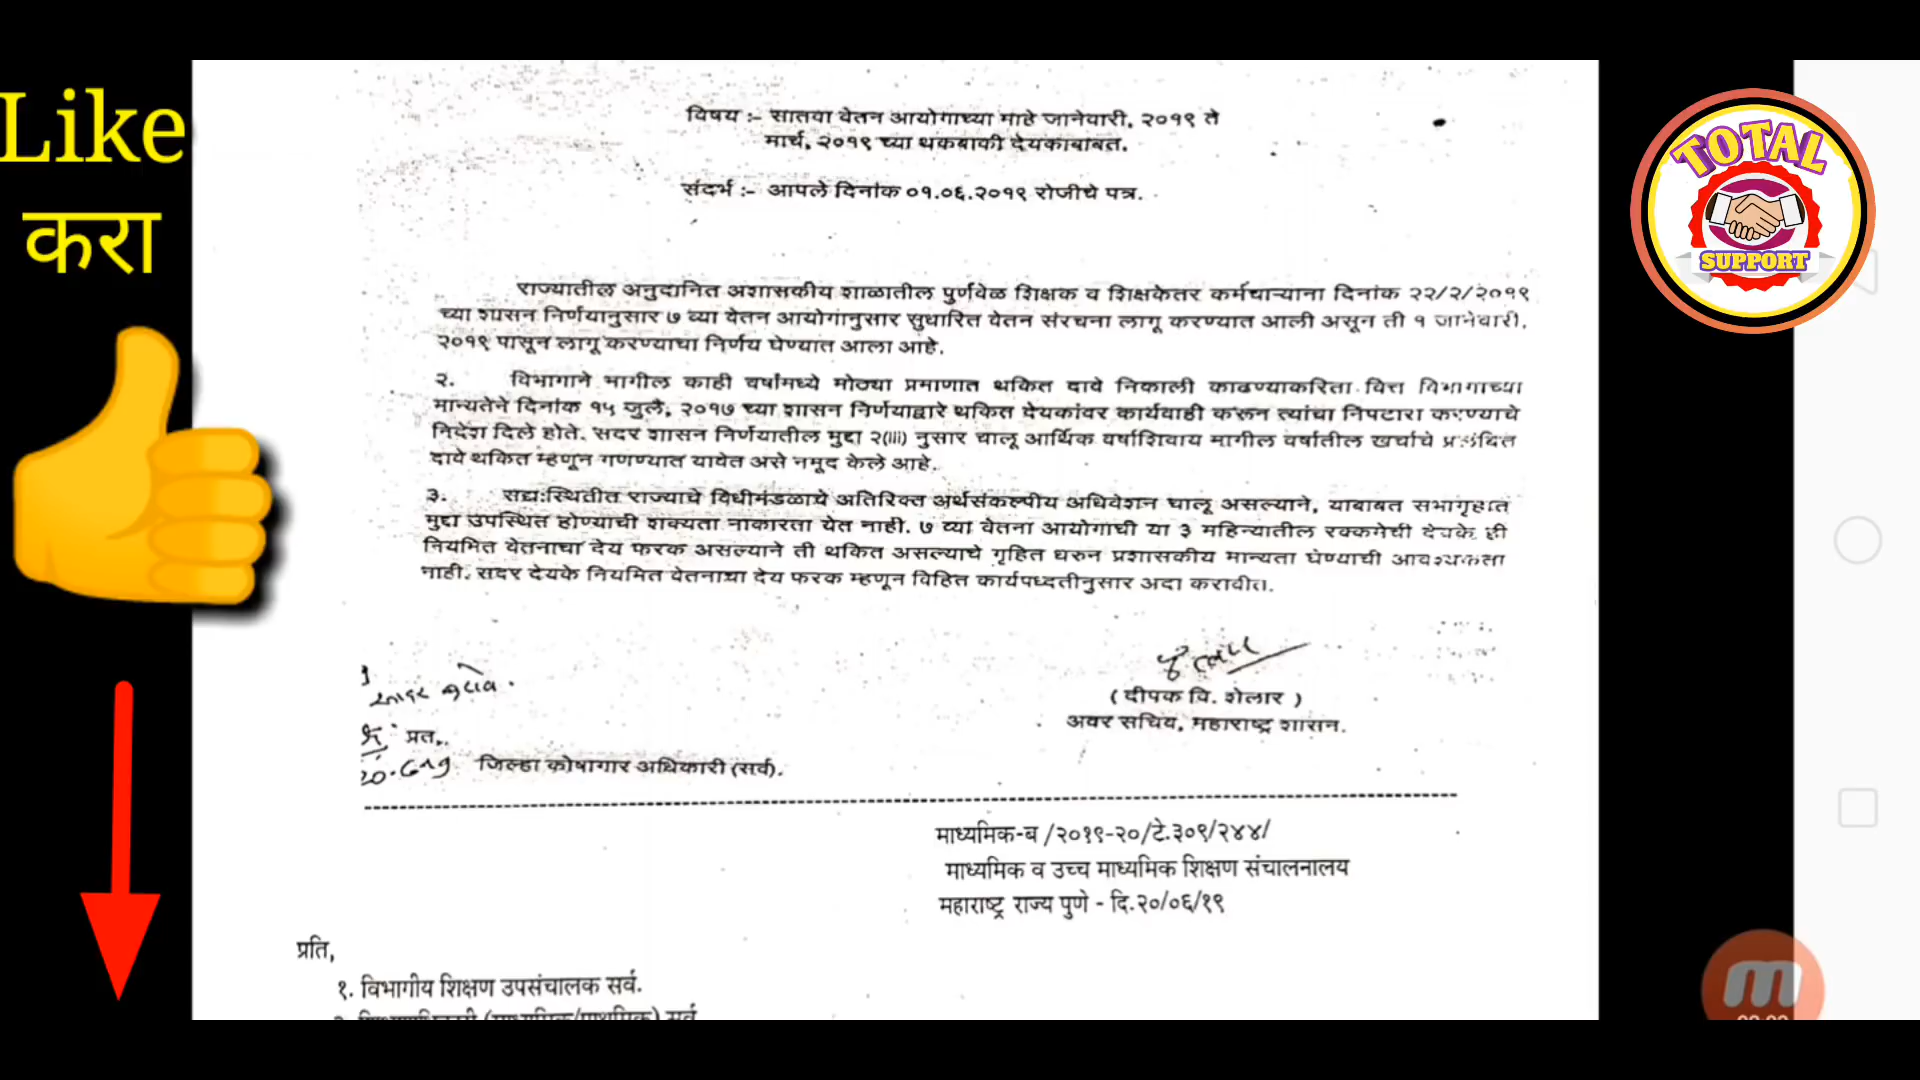 Like
करा
TOTAL
SUPPORT
विषय :- सातवा वेतन आयोगाच्या माहे जानेवारी, २०१९ ते
मार्च, २०१९ च्या थकबाकी देयकाबाबत.
संदर्भ :- आपले दिनांक ०१.०६.२०१९ रोजीचे पत्र.
राज्यातील अनुदानित अशासकीय शाळातील पुर्णवेळ शिक्षक व शिक्षकेतर कर्मचाऱ्याना दिनांक २२/२/२०१९
च्या शासन निर्णयानुसार ७ व्या वेतन आयोगानुसार सुधारित वेतन संरचना लागू करण्यात आली असून ती १ जानेवारी,
२०१९ पासून लागू करण्याचा निर्णय घेण्यात आला आहे.
२. विभागाने मागील काही वर्षांमध्ये मोठ्या प्रमाणात थकित दावे निकाली काढण्याकरिता वित्त विभागाच्या
मान्यतेने दिनांक १५ जुलै, २०१७ च्या शासन निर्णयाद्वारे थकित देयकांवर कार्यवाही करुन त्यांचा निपटारा करण्याचे
निदेश दिले होते. सदर शासन निर्णयातील मुद्दा २(iii) नुसार चालू आर्थिक वर्षाशिवाय मागील वर्षातील खर्चाचे प्रलंबित
दावे थकित म्हणून गणण्यात यावेत असे नमूद केले आहे.
३. सद्य:स्थितीत राज्याचे विधीमंडळाचे अतिरिक्त अर्थसंकल्पीय अधिवेशन चालू असल्याने, याबाबत सभागृहात
मुद्दा उपस्थित होण्याची शक्यता नाकारता येत नाही. ७ व्या वेतना आयोगाची या ३ महिन्यातील रक्कमेची देयके ही
नियमित वेतनाचा देय फरक असल्याने ती थकित असल्याचे गृहित धरुन प्रशासकीय मान्यता घेण्याची आवश्यकता
नाही. सदर देयके नियमित वेतनाचा देय फरक म्हणून विहित कार्यपध्दतीनुसार अदा करावीत.
( दीपक वि. शेलार )
अवर सचिव, महाराष्ट्र शासन.
प्रत,
जिल्हा कोषागार अधिकारी (सर्व).
माध्यमिक-ब /२०१९-२०/टे.३०९/२४४/
माध्यमिक व उच्च माध्यमिक शिक्षण संचालनालय
महाराष्ट्र राज्य पुणे - दि.२०/०६/१९
प्रति,
१. विभागीय शिक्षण उपसंचालक सर्व.